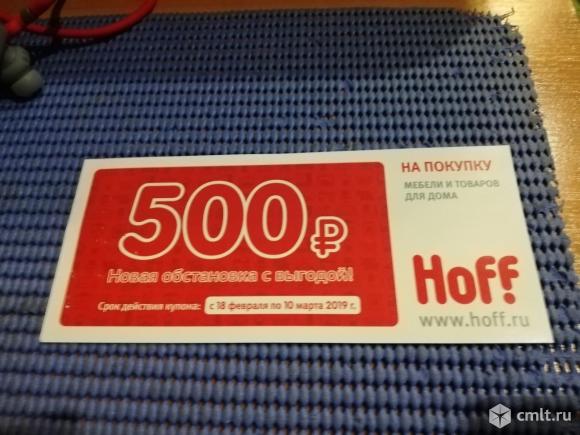 500₽
Новая обстановка с выгодой!
Срок действия купона: с 18 февраля по 10 марта 2019 г.
НА ПОКУПКУ
МЕБЕЛИ И ТОВАРОВ
ДЛЯ ДОМА
Hoff
www.hoff.ru
cmlt.ru